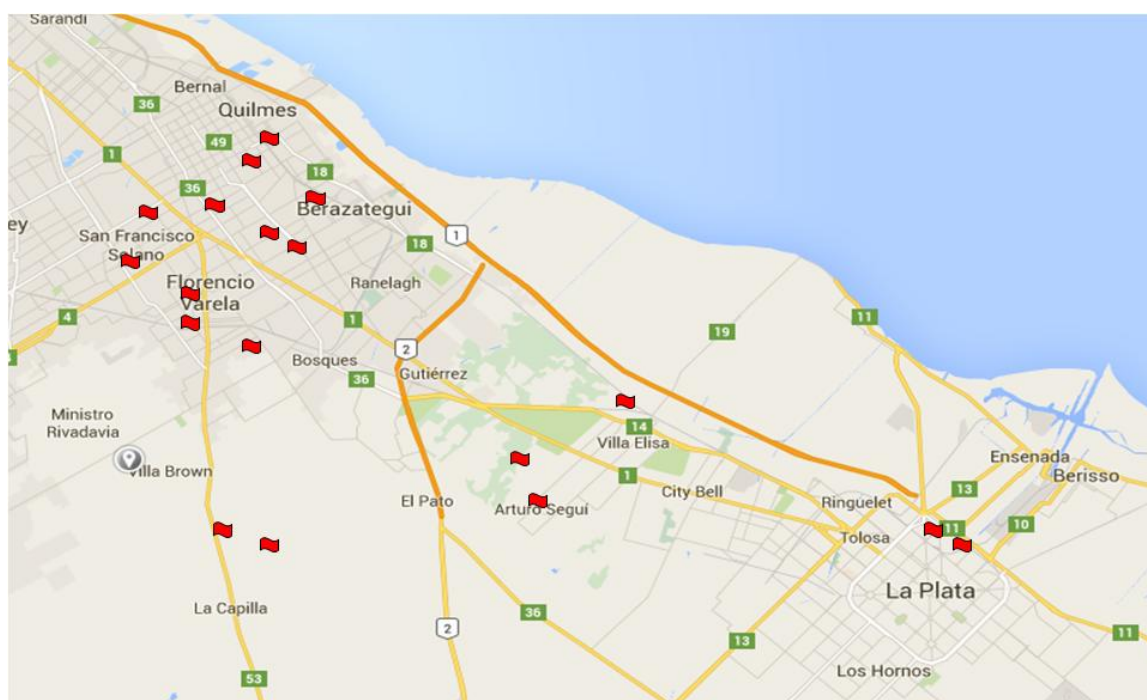 Sarandí
Bernal
36
Quilmes
49
1
18
36
Berazategui
ey
San Francisco
Solano
18
1
Florencio
Varela
Ranelagh
4
1
19
11
2
Bosques
36
Gutiérrez
Ministro
Rivadavia
14
Villa Elisa
Villa Brown
1
City Bell
Ensenada
Berisso
13
El Pato
Arturo Seguí
Ringuelet
Tolosa
11
10
La Plata
La Capilla
36
2
13
11
Los Hornos
53